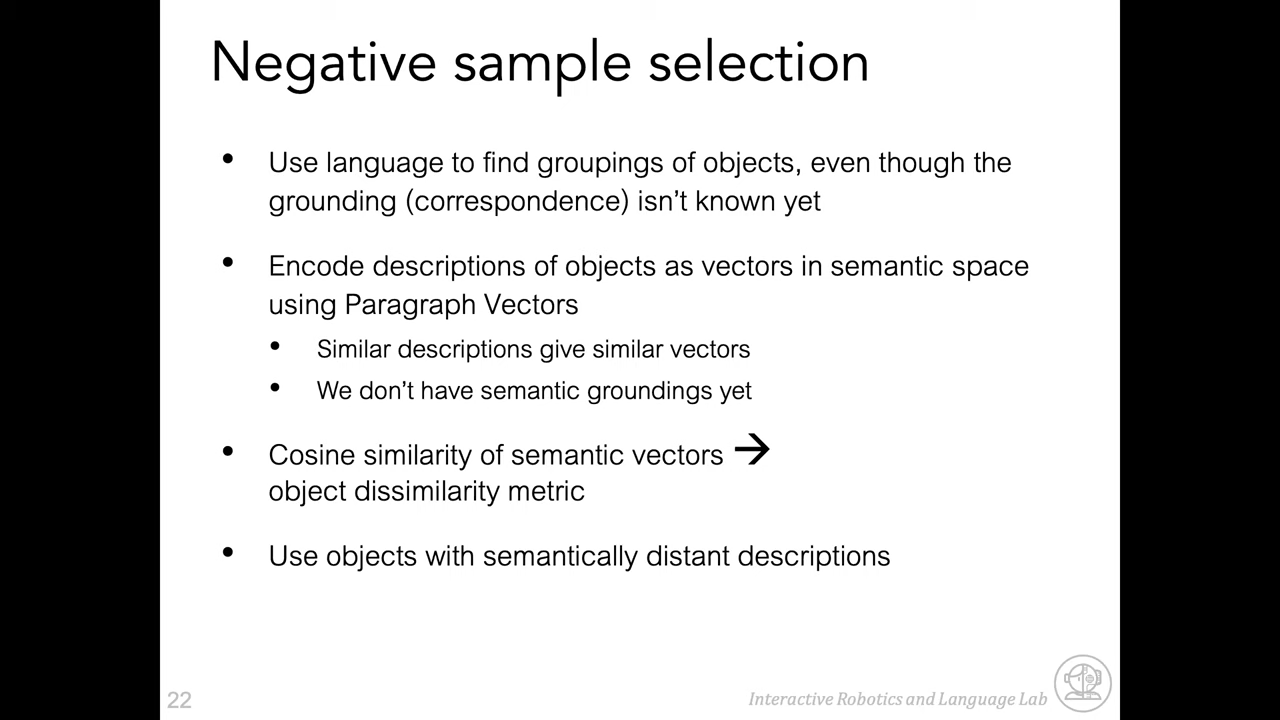 Negative sample selection
• Use language to find groupings of objects, even though the
grounding (correspondence) isn't known yet
• Encode descriptions of objects as vectors in semantic space
using Paragraph Vectors
• Similar descriptions give similar vectors
• We don't have semantic groundings yet
• Cosine similarity of semantic vectors →
object dissimilarity metric
• Use objects with semantically distant descriptions
22
Interactive Robotics and Language Lab